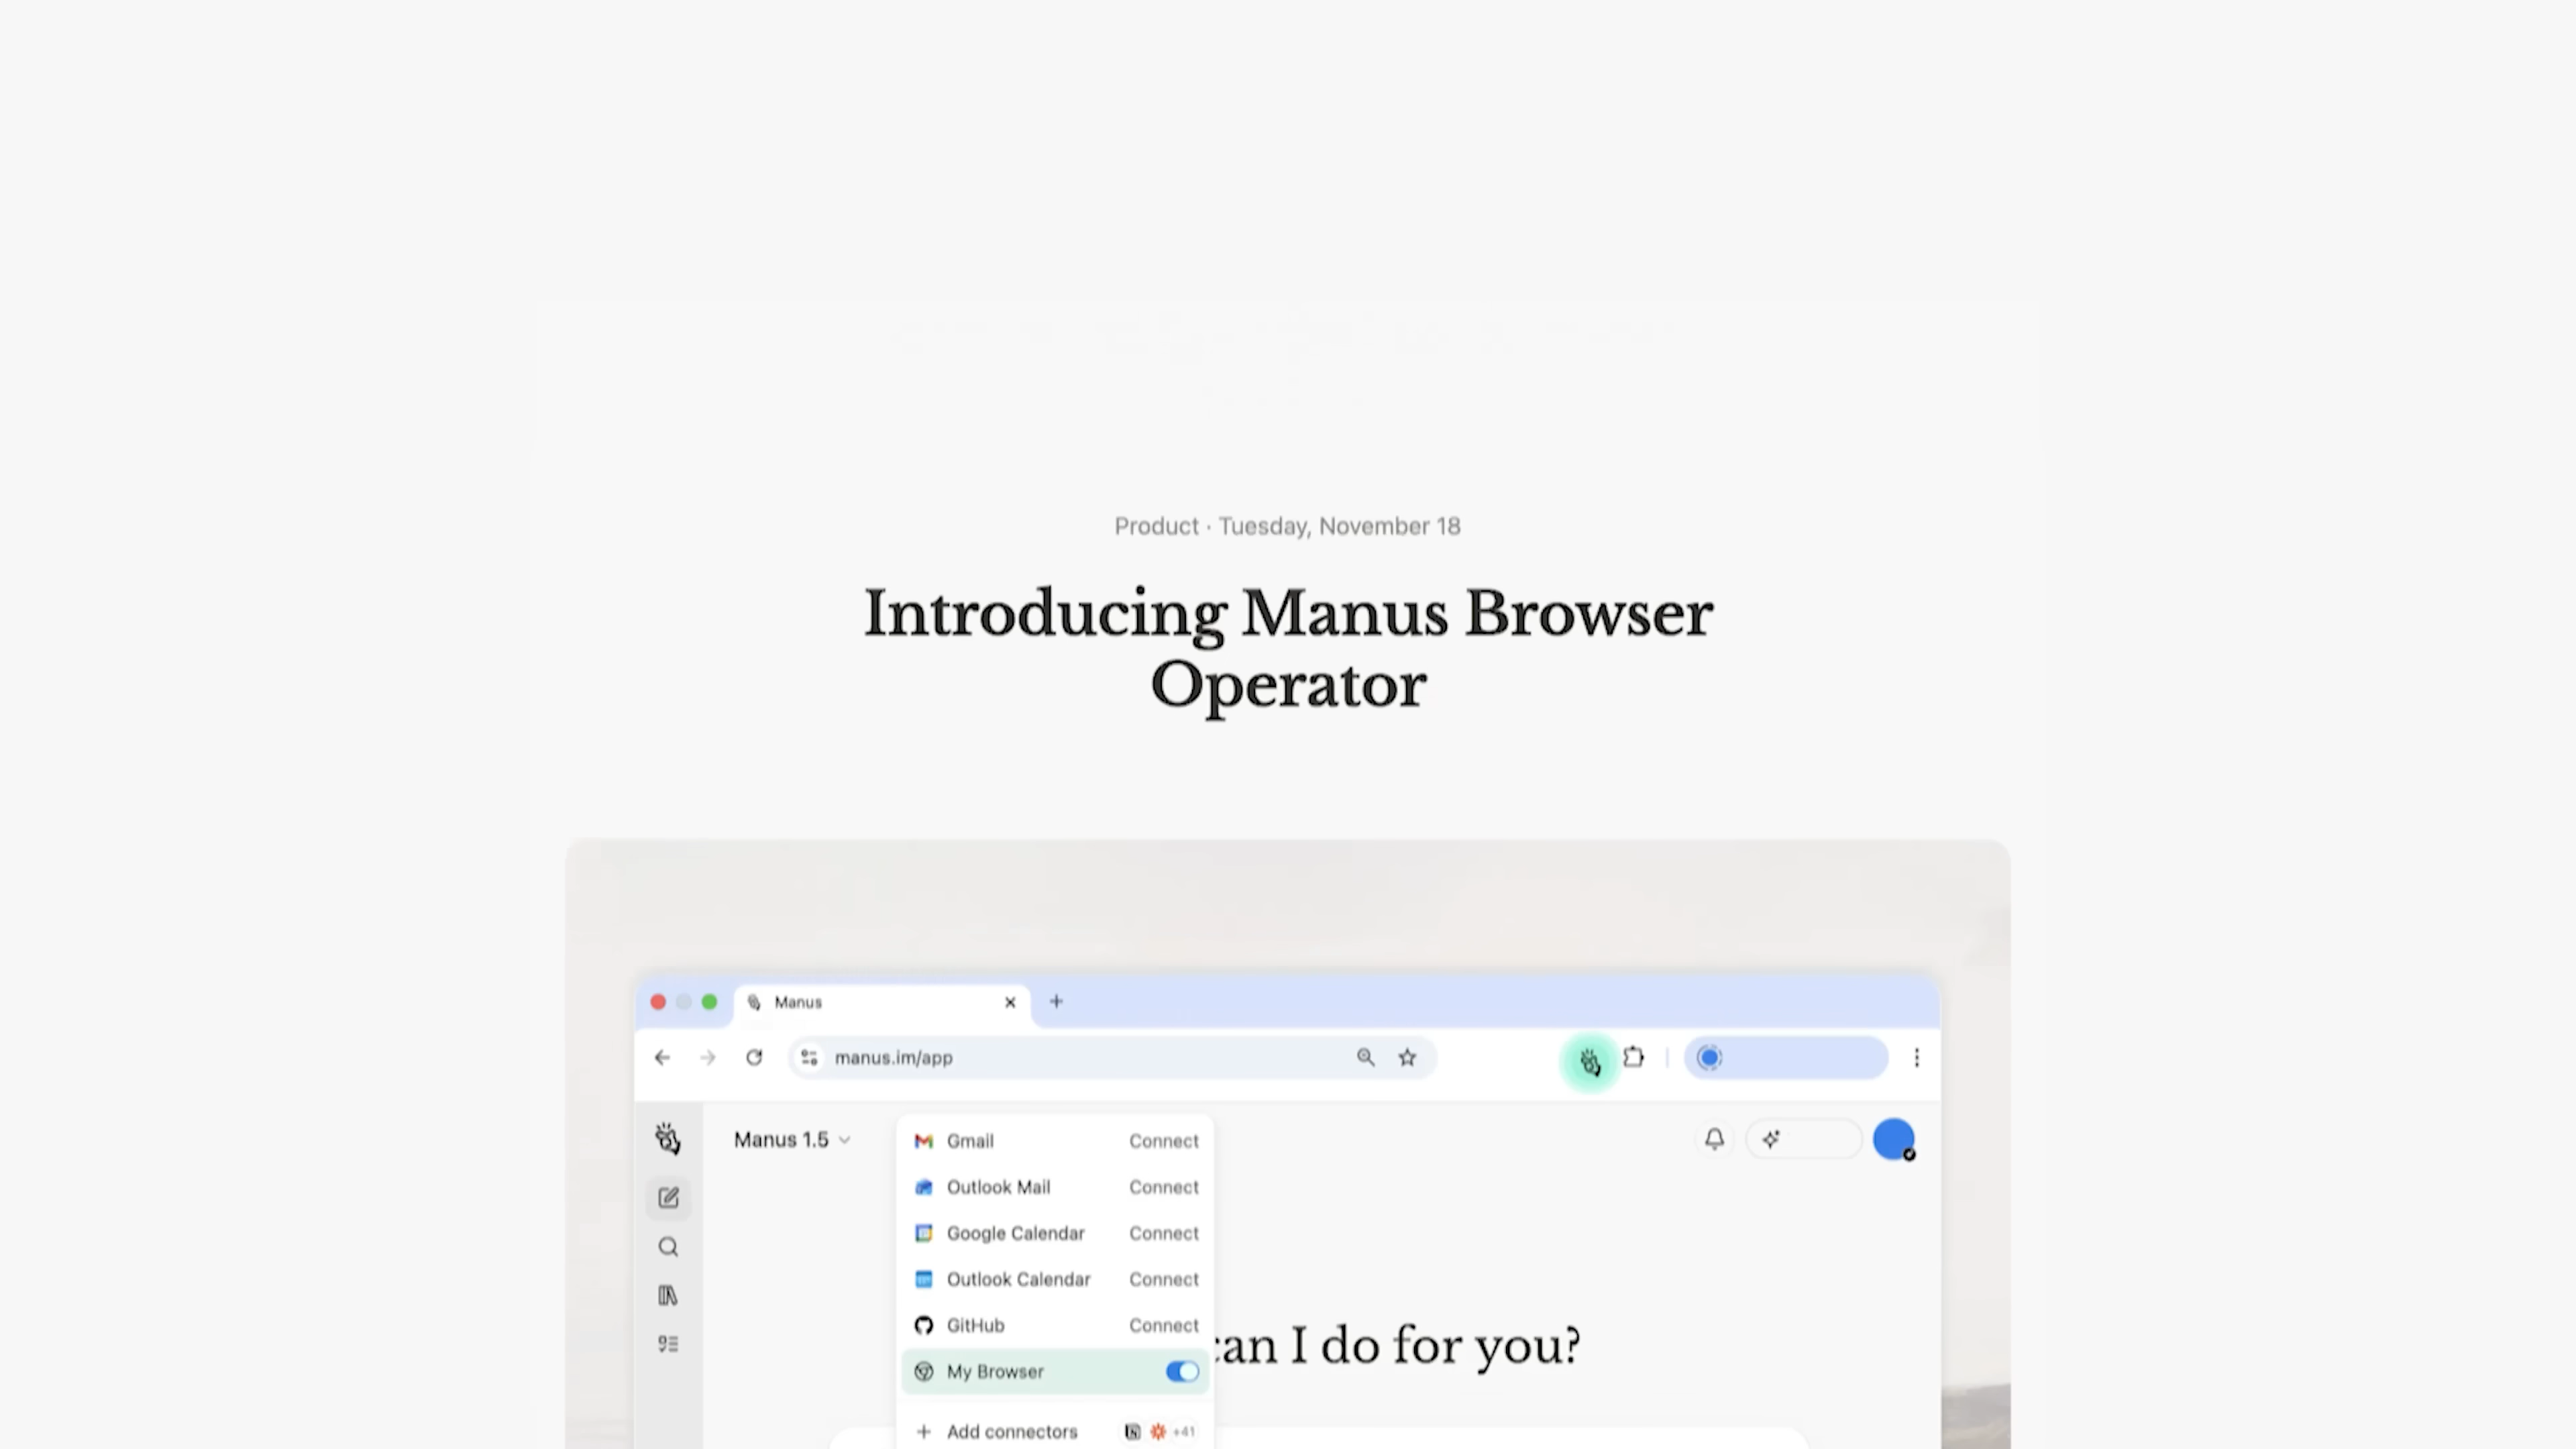 Product · Tuesday, November 18
Introducing Manus Browser
Operator
Manus
manus.im/app
Manus 1.5
Gmail Connect
Outlook Mail Connect
Google Calendar Connect
Outlook Calendar Connect
GitHub Connect
can I do for you?
My Browser
Add connectors +41